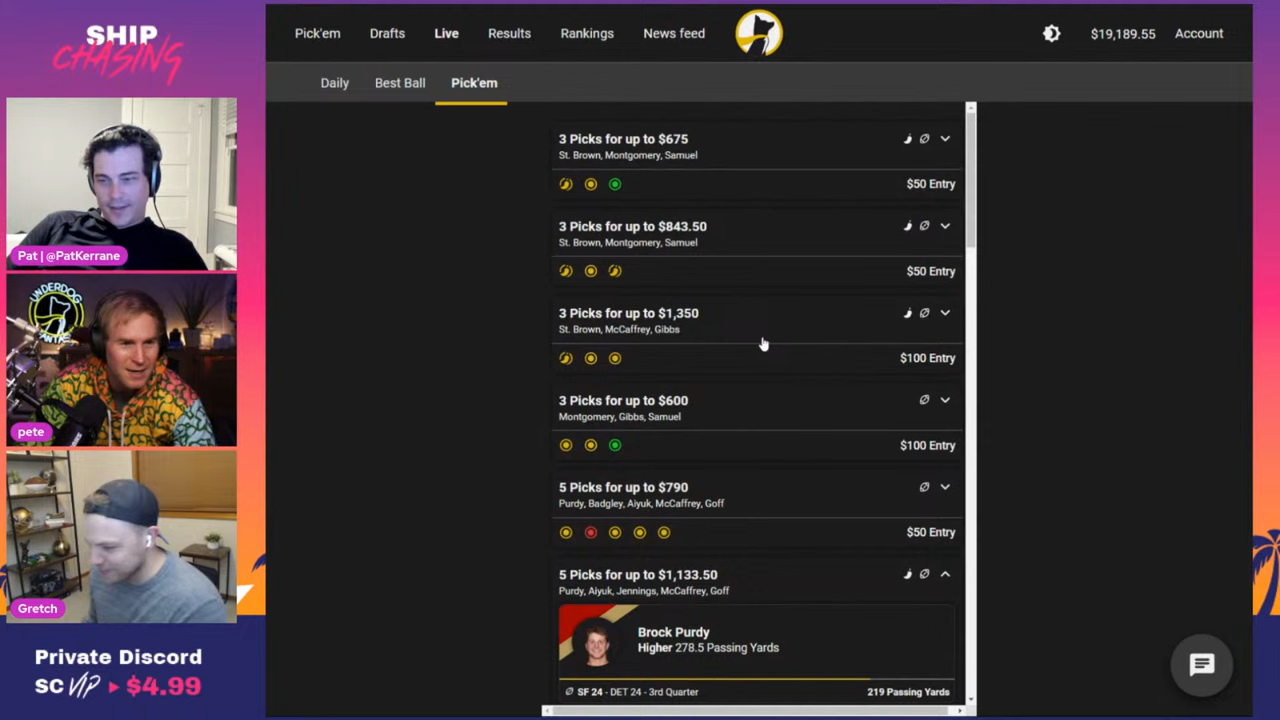 SHIP
CHASING
Pat | @PatKerrane
UNDERDOG
pete
Gretch
Private Discord
SC VIP ▸ $4.99
Pick'em
Drafts
Live
Results
Rankings
News feed
$19,189.55
Account
Daily
Best Ball
Pick'em
3 Picks for up to $675
St. Brown, Montgomery, Samuel
$50 Entry
3 Picks for up to $843.50
St. Brown, Montgomery, Samuel
$50 Entry
3 Picks for up to $1,350
St. Brown, McCaffrey, Gibbs
$100 Entry
3 Picks for up to $600
Montgomery, Gibbs, Samuel
$100 Entry
5 Picks for up to $790
Purdy, Badgley, Aiyuk, McCaffrey, Goff
$50 Entry
5 Picks for up to $1,133.50
Purdy, Aiyuk, Jennings, McCaffrey, Goff
Brock Purdy
Higher 278.5 Passing Yards
SF 24 - DET 24 - 3rd Quarter
219 Passing Yards